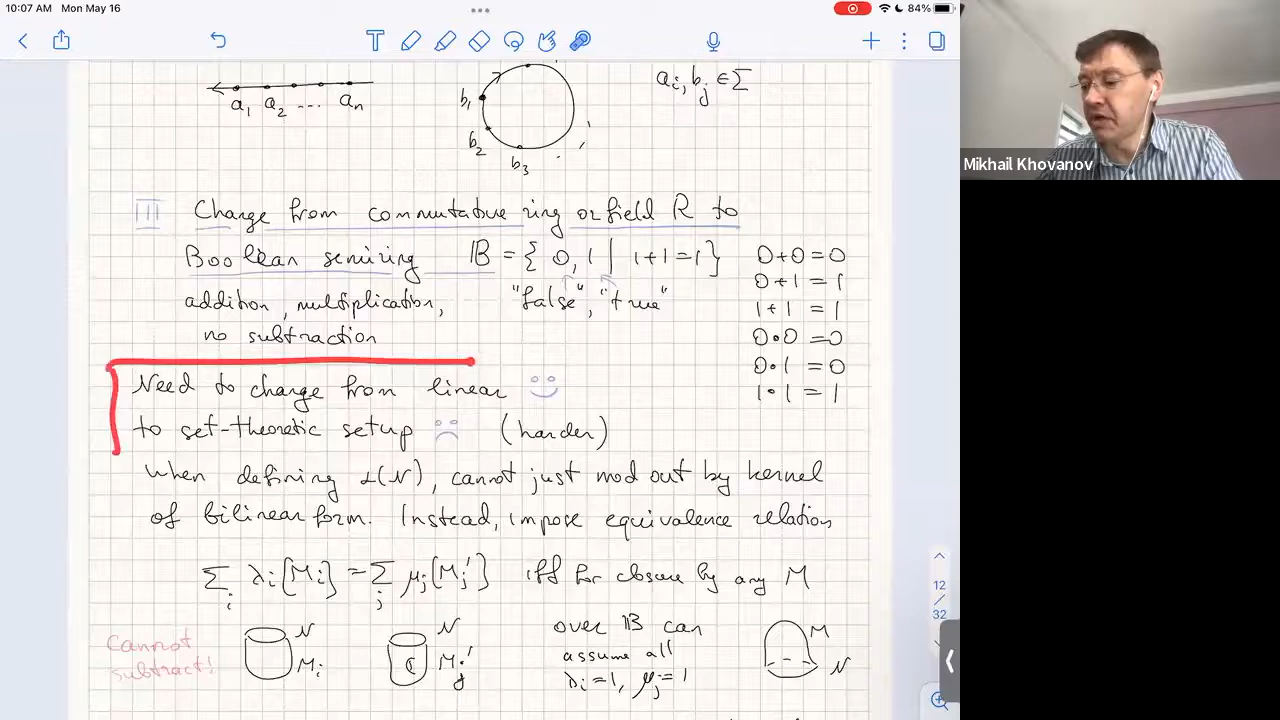 10:07 AM Mon May 16
84%
a₁ a₂ ... aₙ
b₁
b₂
b₃
aᵢ, bⱼ ∈ Σ
III Change from commutative ring or field R to
Boolean semiring 𝔹 = { 0, 1 | 1+1=1 }
addition, multiplication, "false", "true"
no subtraction
0+0=0
0+1=1
1+1=1
0·0=0
0·1=0
1·1=1
Need to change from linear
to set-theoretic setup (harder)
when defining α(N), cannot just mod out by kernel
of bilinear form. Instead, impose equivalence relation
∑ᵢ λᵢ[Mᵢ] = ∑ⱼ μⱼ[Mⱼ'] iff for closure by any M
Cannot
subtract!
N
Mᵢ
N
Mⱼ'
over 𝔹 can
assume all
λᵢ=1, μⱼ=1
M
N
12
/
32
Mikhail Khovanov